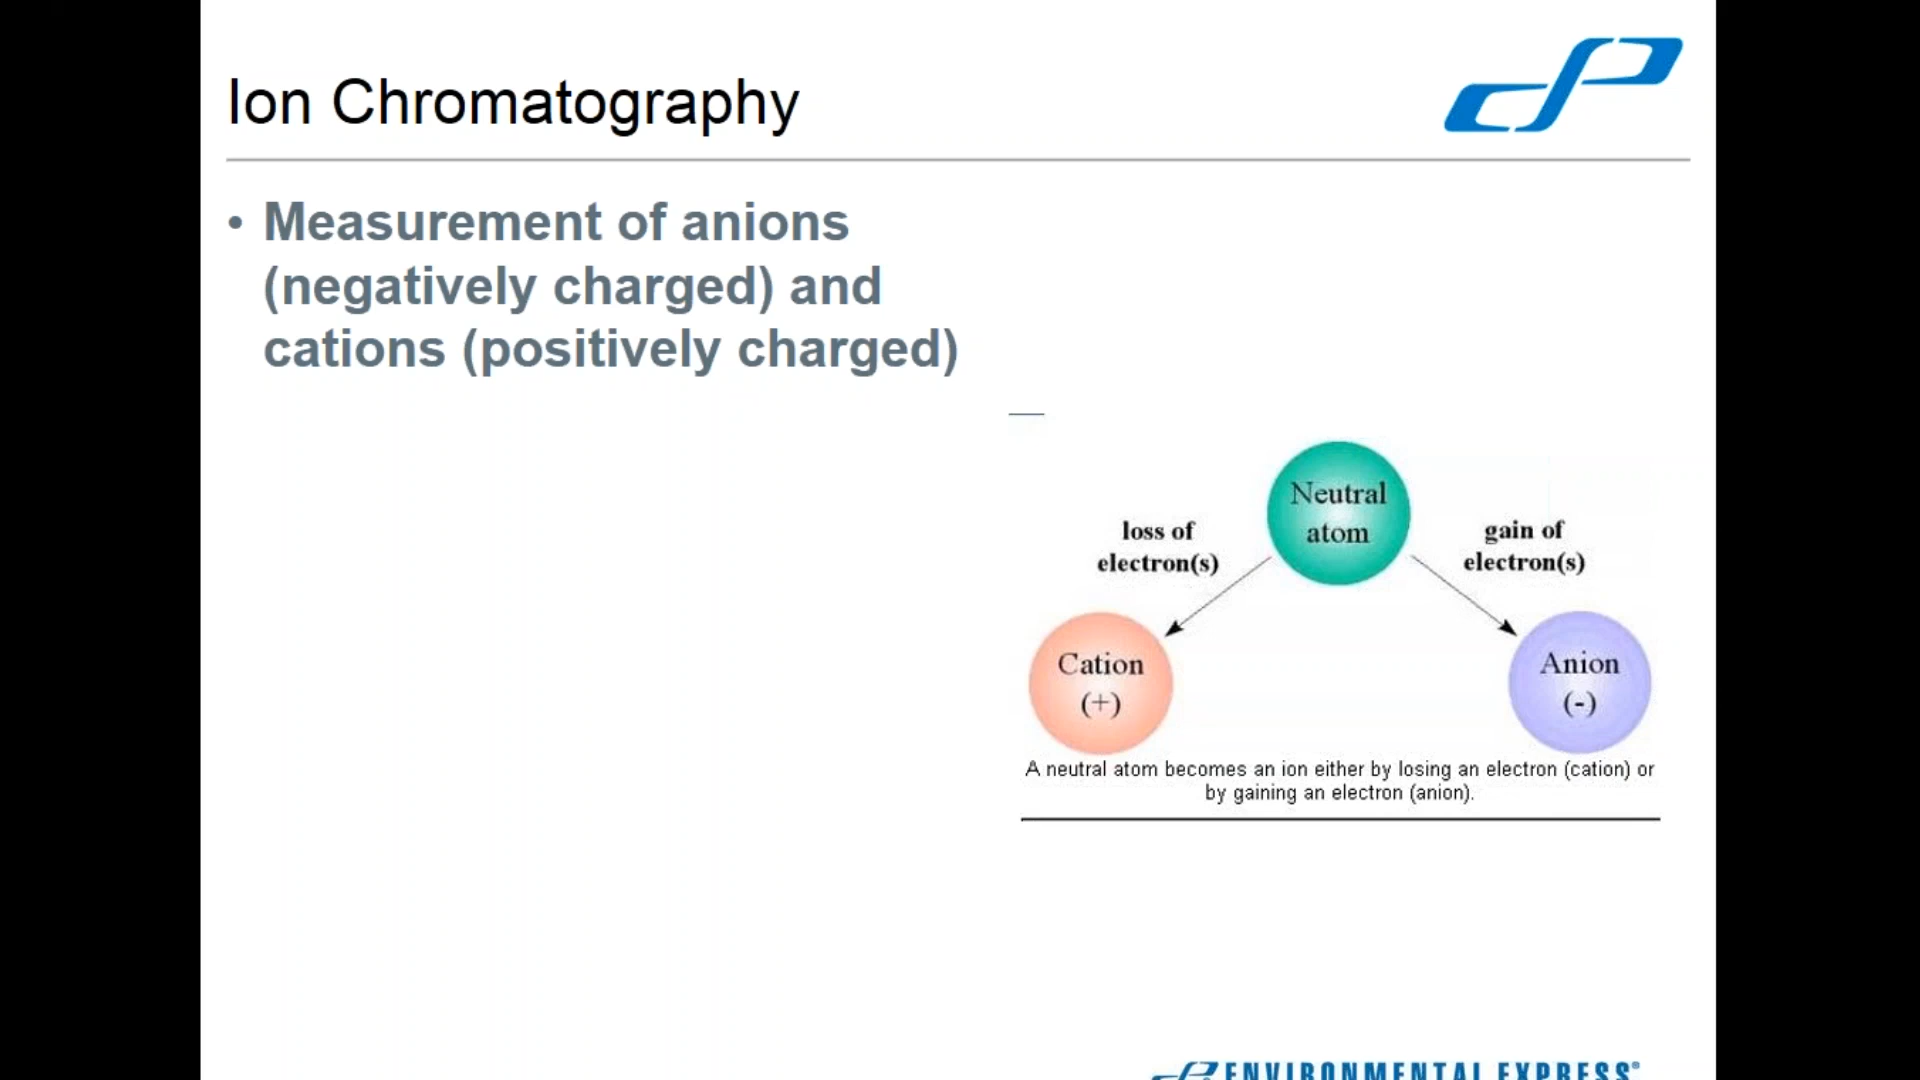 Ion Chromatography
• Measurement of anions
(negatively charged) and
cations (positively charged)
Neutral
atom
loss of
electron(s)
gain of
electron(s)
Cation
(+)
Anion
(-)
A neutral atom becomes an ion either by losing an electron (cation) or
by gaining an electron (anion).
ENVIRONMENTAL EXPRESS®